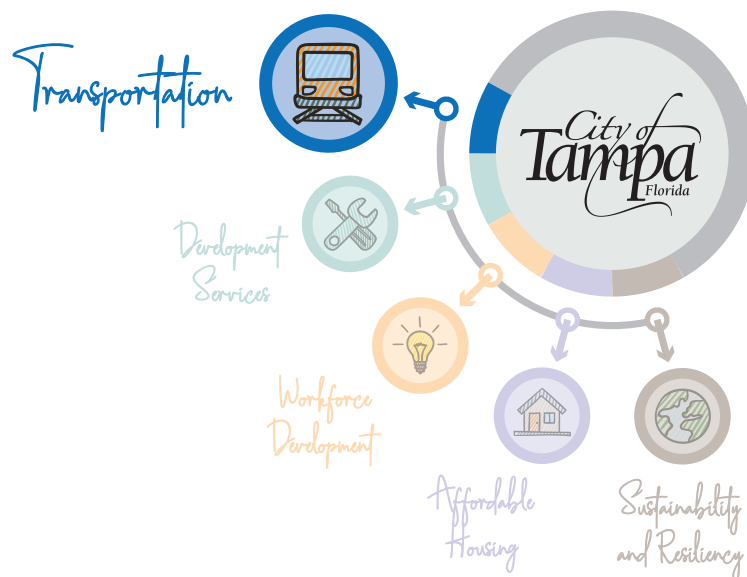 Transportation
City of
Tampa
Florida
Development
Services
Workforce
Development
Affordable
Housing
Sustainability
and Resiliency